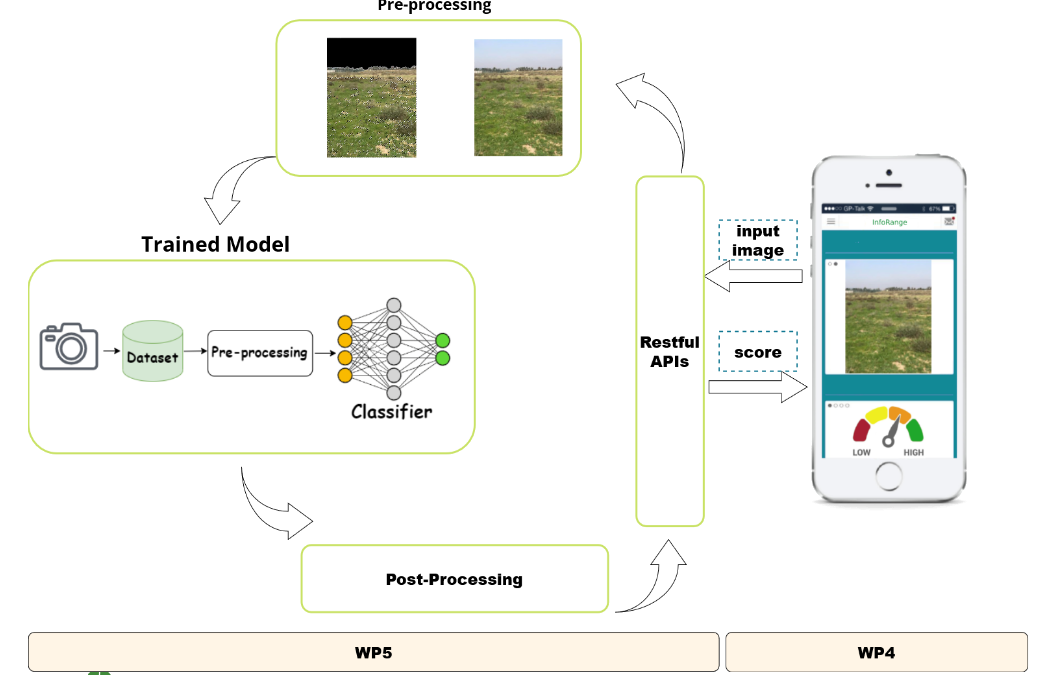 Pre-processing
Trained Model
Dataset
Pre-processing
Classifier
Post-Processing
Restful
APIs
input
image
score
GP-Talk
87%
InfoRange
LOW
HIGH
WP5
WP4